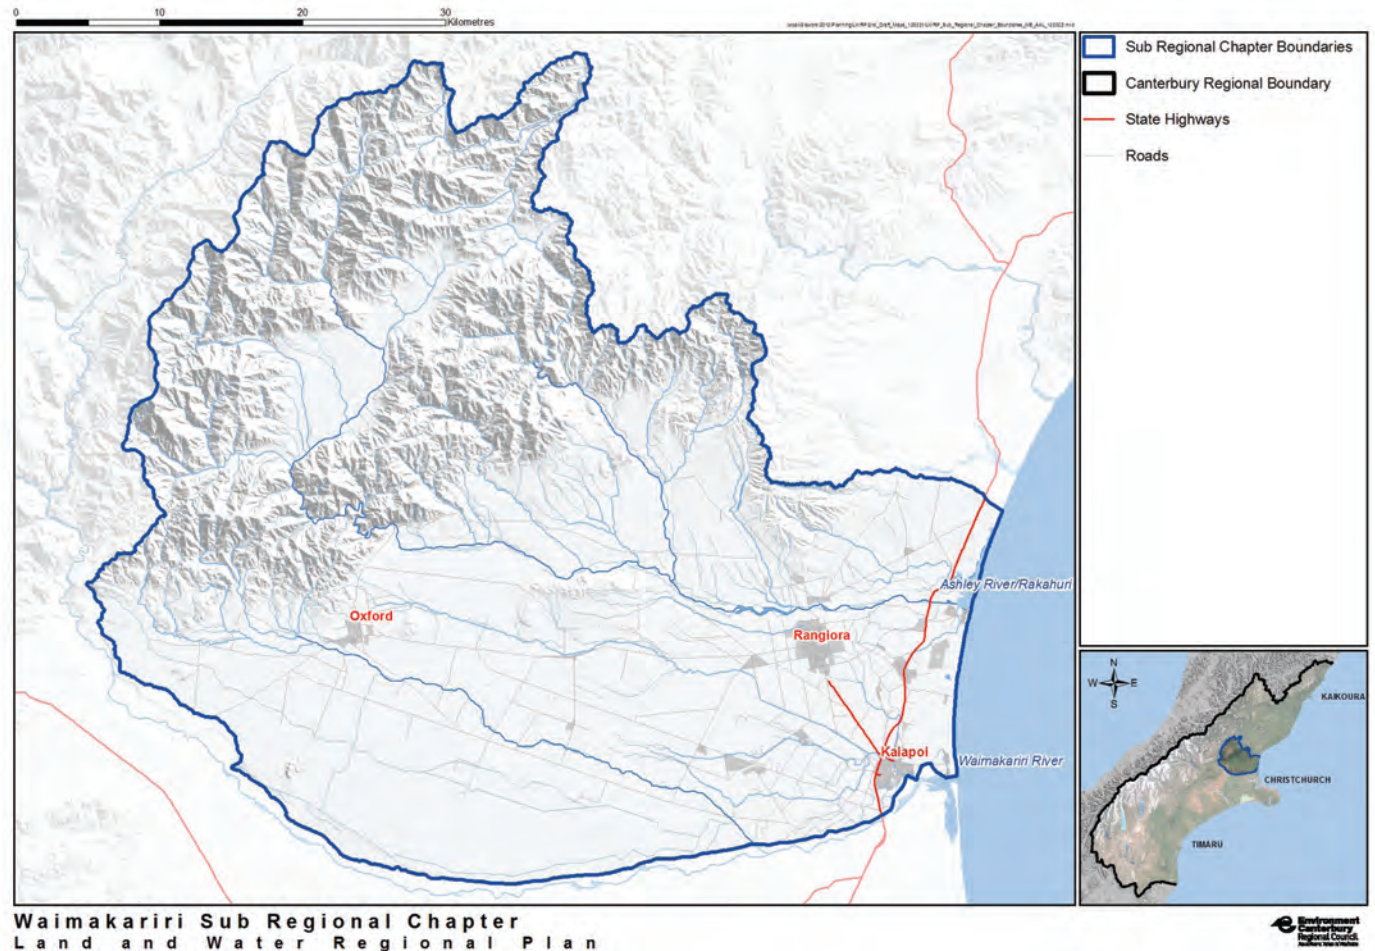 0 10 20 30
Kilometres
Sub Regional Chapter Boundaries
Canterbury Regional Boundary
State Highways
Roads
Ashley River/Rakahuri
Oxford
Rangiora
Kaiapoi
Waimakariri River
N
W E
S
KAIKOURA
CHRISTCHURCH
TIMARU
Waimakariri Sub Regional Chapter
Land and Water Regional Plan
Environment
Canterbury
Regional Council